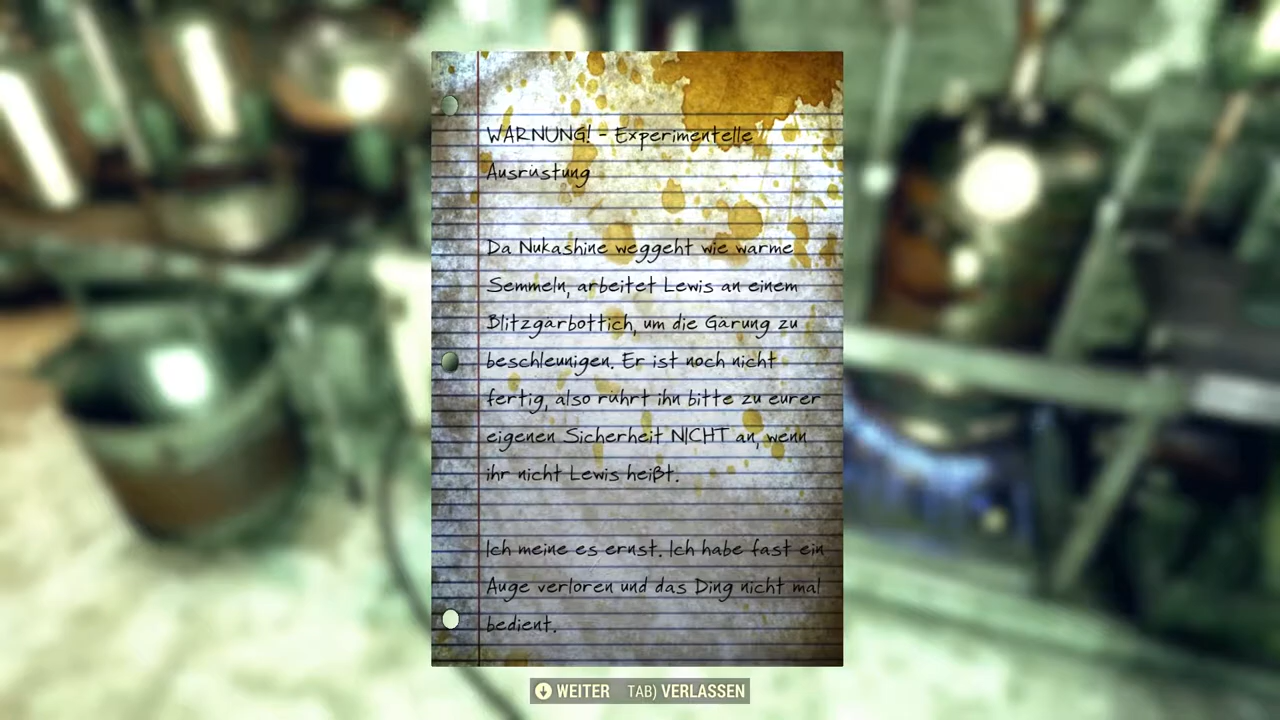 WARNUNG! - Experimentelle
Ausrüstung
Da Nukashine weggeht wie warme
Semmeln, arbeitet Lewis an einem
Blitzgärbottich, um die Gärung zu
beschleunigen. Er ist noch nicht
fertig, also rührt ihn bitte zu eurer
eigenen Sicherheit NICHT an, wenn
ihr nicht Lewis heißt.
Ich meine es ernst. Ich habe fast ein
Auge verloren und das Ding nicht mal
bedient.
WEITER TAB) VERLASSEN